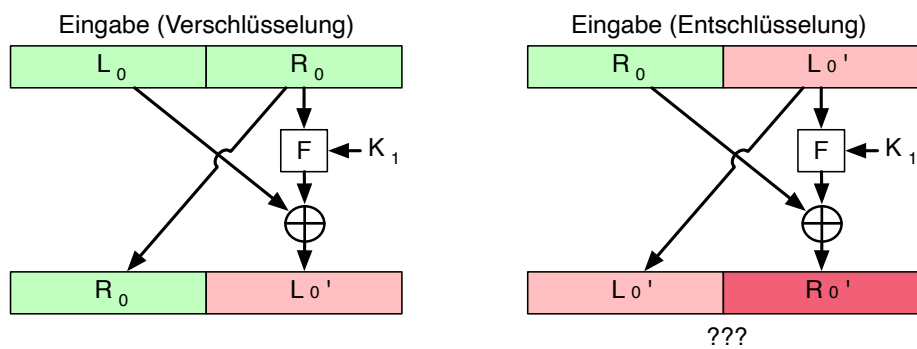 Eingabe (Verschlüsselung)
L 0
R 0
F
K 1
R 0
L 0 '
Eingabe (Entschlüsselung)
R 0
L 0 '
F
K 1
L 0 '
R 0 '
???